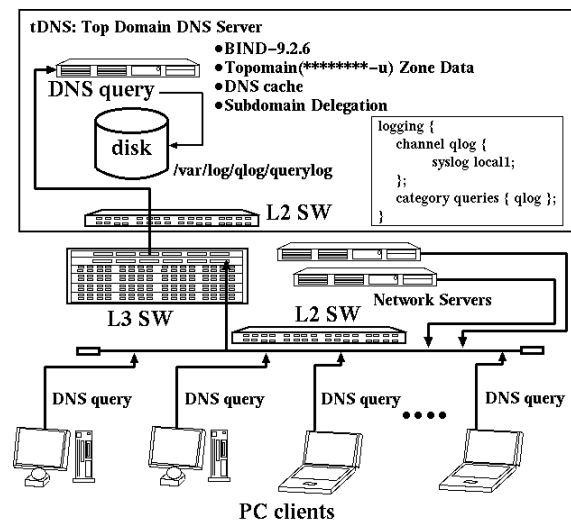 tDNS: Top Domain DNS Server
●BIND-9.2.6
●Topomain(********-u) Zone Data
●DNS cache
●Subdomain Delegation
DNS query
disk
/var/log/qlog/querylog
logging {
channel qlog {
syslog local1;
};
category queries { qlog };
}
L2 SW
L3 SW
Network Servers
L2 SW
DNS query
DNS query
DNS query
DNS query
PC clients